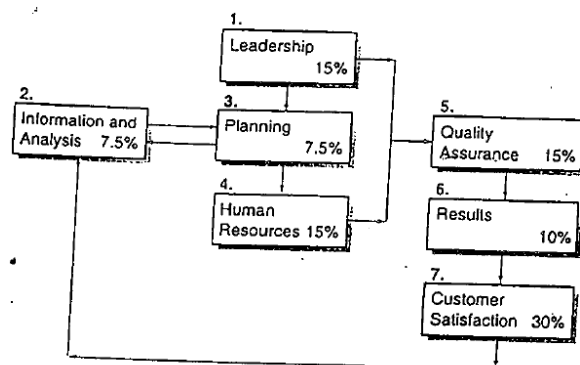 1.
Leadership
15%
2.
Information and
Analysis 7.5%
3.
Planning
7.5%
4.
Human
Resources 15%
5.
Quality
Assurance 15%
6.
Results
10%
7.
Customer
Satisfaction 30%